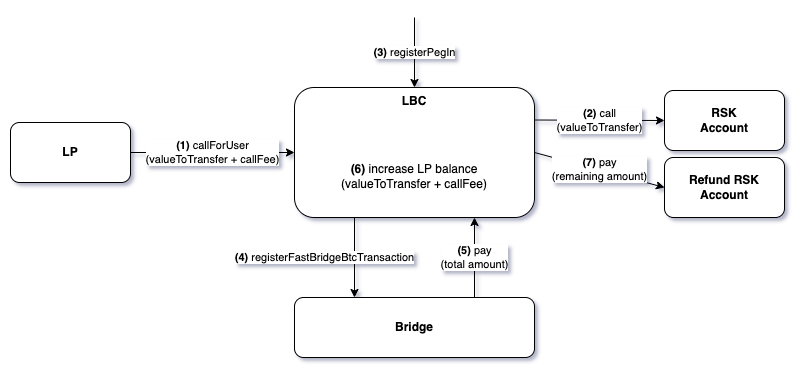 (3) registerPegIn
LBC
LP
(1) callForUser
(valueToTransfer + callFee)
(2) call
(valueToTransfer)
RSK
Account
(6) increase LP balance
(valueToTransfer + callFee)
(7) pay
(remaining amount)
Refund RSK
Account
(4) registerFastBridgeBtcTransaction
(5) pay
(total amount)
Bridge